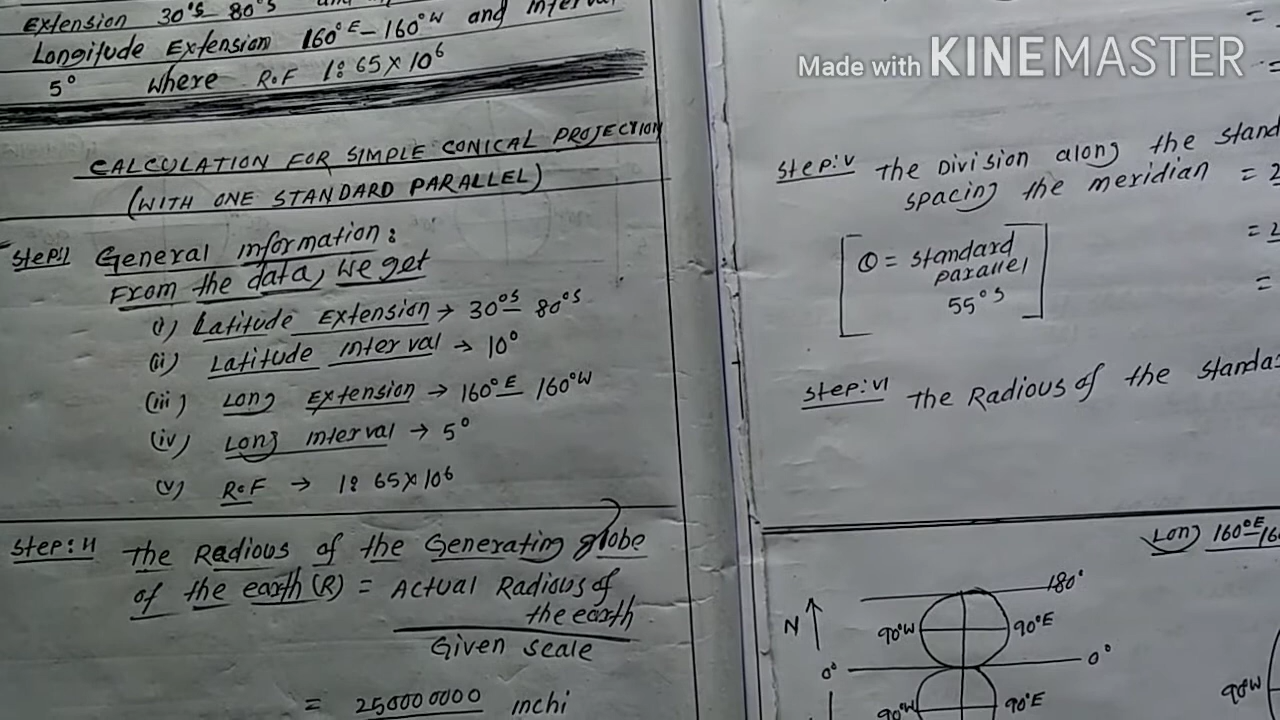 Extension 30°S 80°S
Longitude Extension 160°E – 160°W and interval
5° where R.F 1: 65 × 10⁶
CALCULATION FOR SIMPLE CONICAL PROJECTION
(WITH ONE STANDARD PARALLEL)
Step:I General information:
From the data, we get
(i) Latitude Extension → 30°S 80°S
(ii) Latitude interval → 10°
(iii) Long Extension → 160°E 160°W
(iv) Long interval → 5°
(v) R.F → 1: 65×10⁶
Step: II The Radious of the Generating globe
of the earth (R) = Actual Radious of
the earth
Given scale
= 250000000 inchi
Made with KINEMASTER
=
=
Step:V The Division along the stand
spacing the meridian = 2
= 2
=
= standard
parallel
55°S
Step:VI The Radious of the Standa
Long 160°E/16
180°
N 90°W 90°E
0° 0°
90°W 90°E
90°W